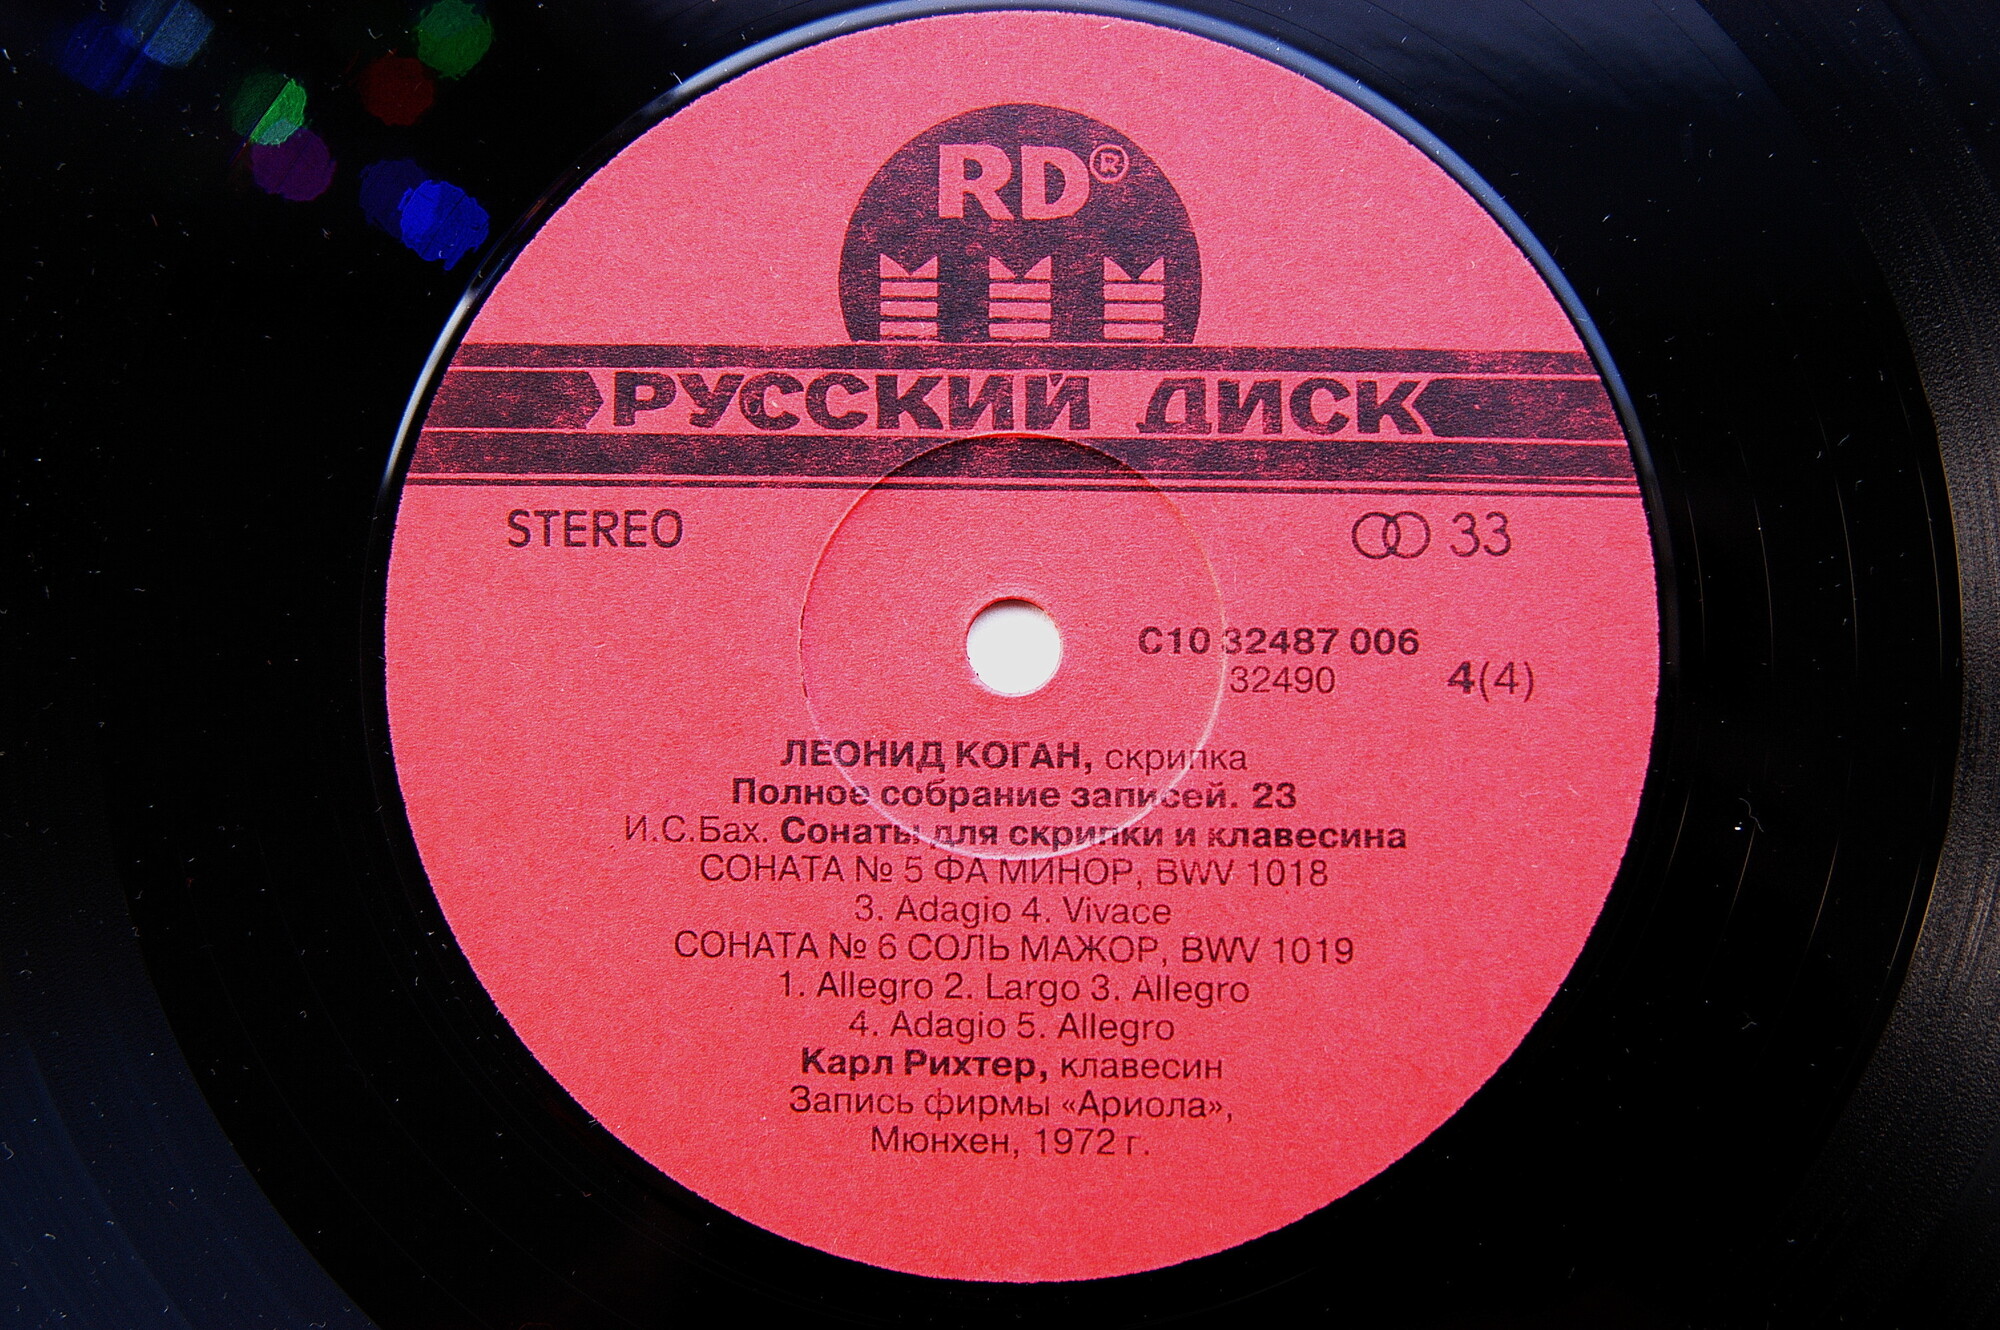 RD®
РУССКИЙ ДИСК
STEREO
33
С10 32487 006
32490
4(4)
ЛЕОНИД КОГАН, скрипка
Полное собрание записей. 23
И.С.Бах. Сонаты для скрипки и клавесина
СОНАТА № 5 ФА МИНОР, BWV 1018
3. Adagio 4. Vivace
СОНАТА № 6 СОЛЬ МАЖОР, BWV 1019
1. Allegro 2. Largo 3. Allegro
4. Adagio 5. Allegro
Карл Рихтер, клавесин
Запись фирмы «Ариола»,
Мюнхен, 1972 г.